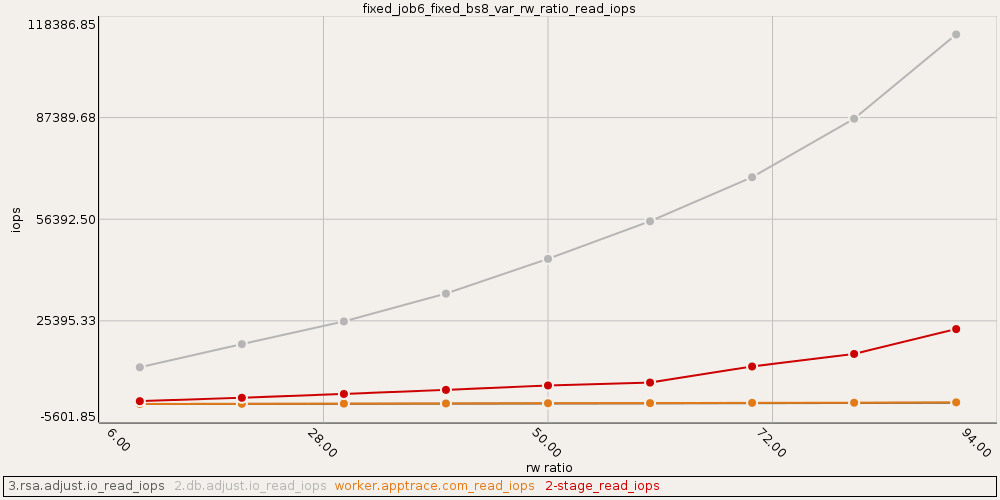 fixed_job6_fixed_bs8_var_rw_ratio_read_iops
118386.85
87389.68
56392.50
25395.33
-5601.85
iops
6.00 28.00 50.00 72.00 94.00
rw ratio
3.rsa.adjust.io_read_iops 2.db.adjust.io_read_iops worker.apptrace.com_read_iops 2-stage_read_iops